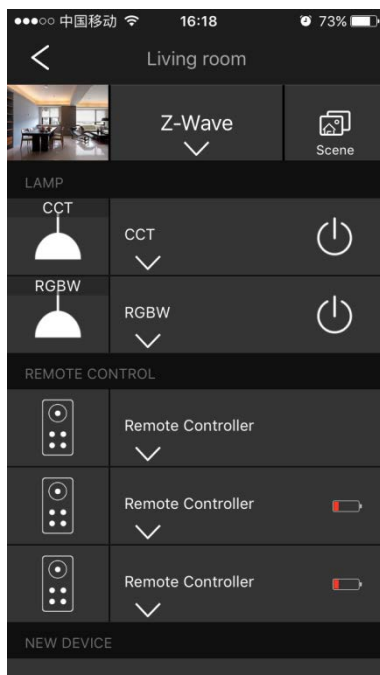 中国移动 16:18 73%
Living room
Z-Wave
Scene
LAMP
CCT
CCT
RGBW
RGBW
REMOTE CONTROL
Remote Controller
Remote Controller
Remote Controller
NEW DEVICE